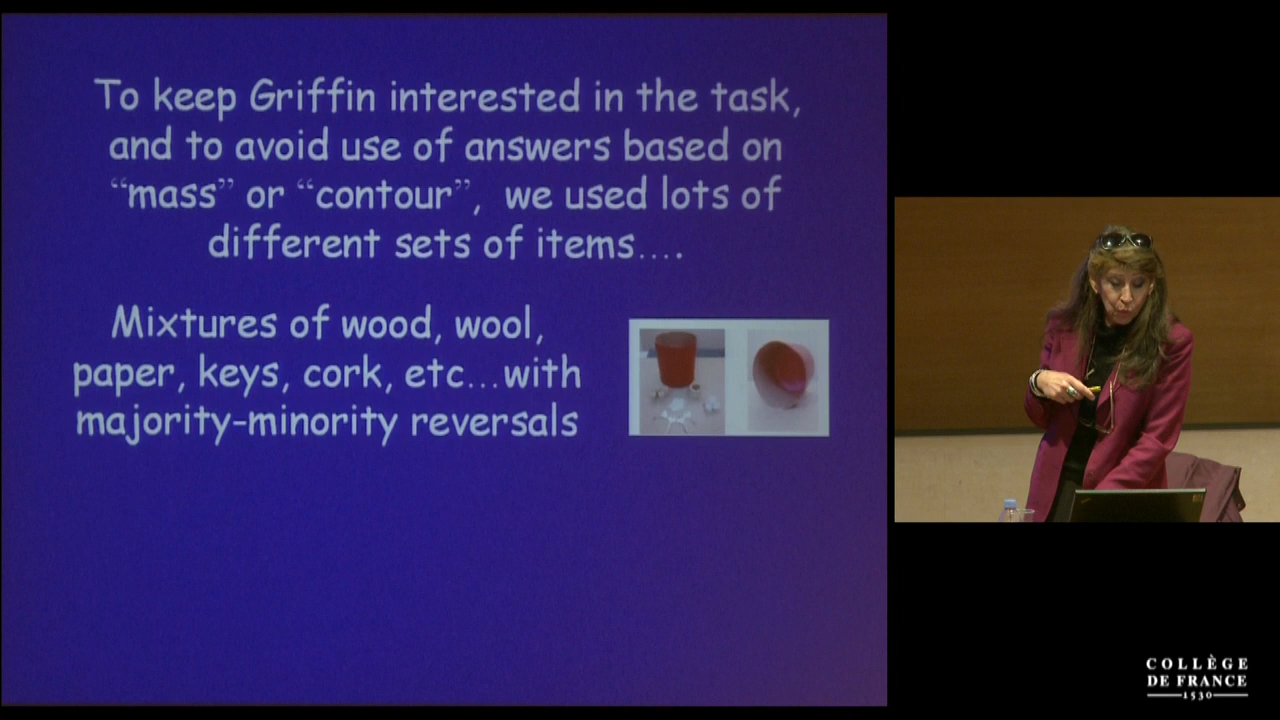 To keep Griffin interested in the task,
and to avoid use of answers based on
“mass” or “contour”, we used lots of
different sets of items....
Mixtures of wood, wool,
paper, keys, cork, etc...with
majority-minority reversals
COLLÈGE
DE FRANCE
1530